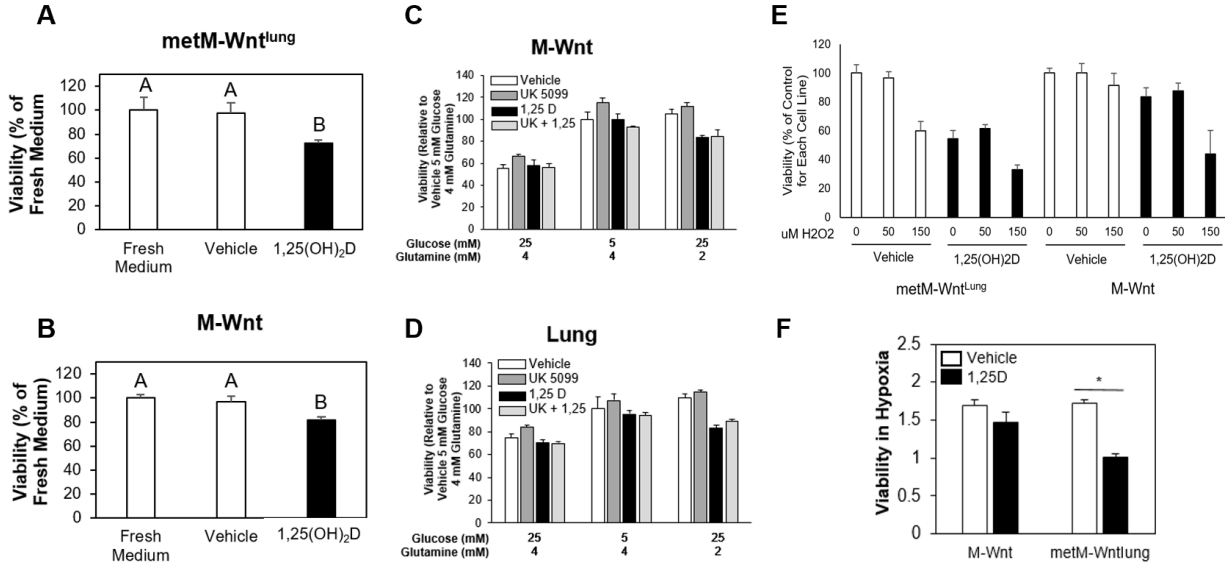 A
metM-Wnt^lung
Viability (% of
Fresh Medium
120
100
80
60
40
20
0
A
A
B
Fresh
Medium
Vehicle
1,25(OH)₂D
B
M-Wnt
Viability (% of
Fresh Medium)
120
100
80
60
40
20
0
A
A
B
Fresh
Medium
Vehicle
1,25(OH)₂D
C
M-Wnt
Viability (Relative to
Vehicle 5 mM Glucose
4 mM Glutamine)
140
120
100
80
60
40
20
0
Vehicle
UK 5099
1,25 D
UK + 1,25
Glucose (mM) 25 5 25
Glutamine (mM) 4 4 2
D
Lung
Viability (Relative to
Vehicle 5 mM Glucose
4 mM Glutamine)
140
120
100
80
60
40
20
0
Vehicle
UK 5099
1,25 D
UK + 1,25
Glucose (mM) 25 5 25
Glutamine (mM) 4 4 2
E
Viability (% of Control
for Each Cell Line)
120
100
80
60
40
20
0
uM H2O2 0 50 150 0 50 150 0 50 150 0 50 150
Vehicle 1,25(OH)2D Vehicle 1,25(OH)2D
metM-Wnt^Lung M-Wnt
F
Viability in Hypoxia
2.5
2
1.5
1
0.5
0
Vehicle
1,25D
*
M-Wnt metM-Wntlung